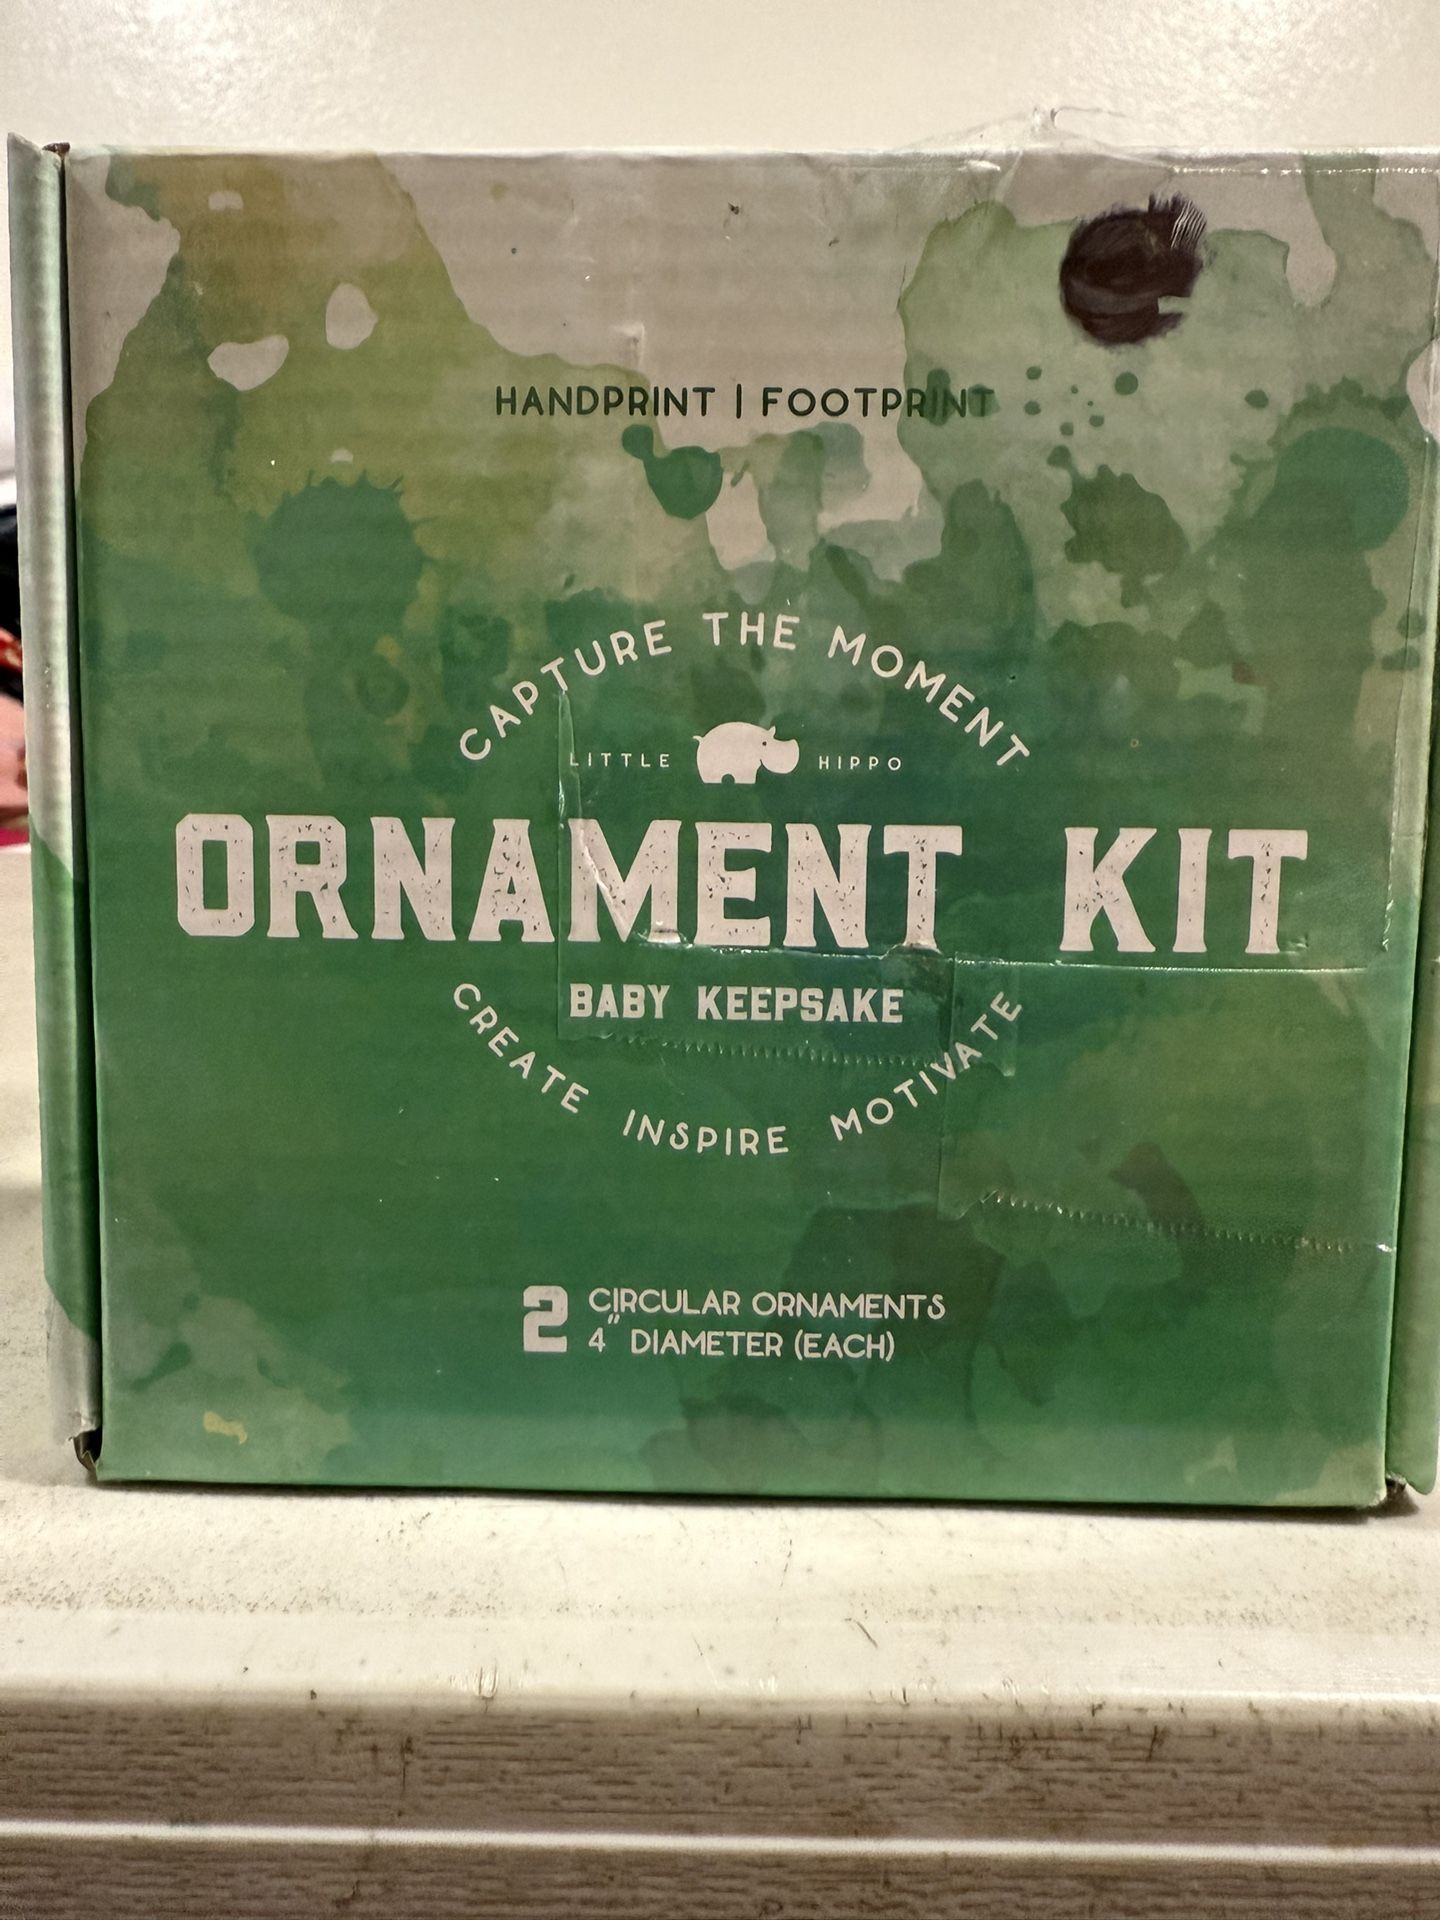 HANDPRINT | FOOTPRINT
CAPTURE THE MOMENT
LITTLE HIPPO
ORNAMENT KIT
BABY KEEPSAKE
CREATE INSPIRE MOTIVATE
2 CIRCULAR ORNAMENTS
4" DIAMETER (EACH)